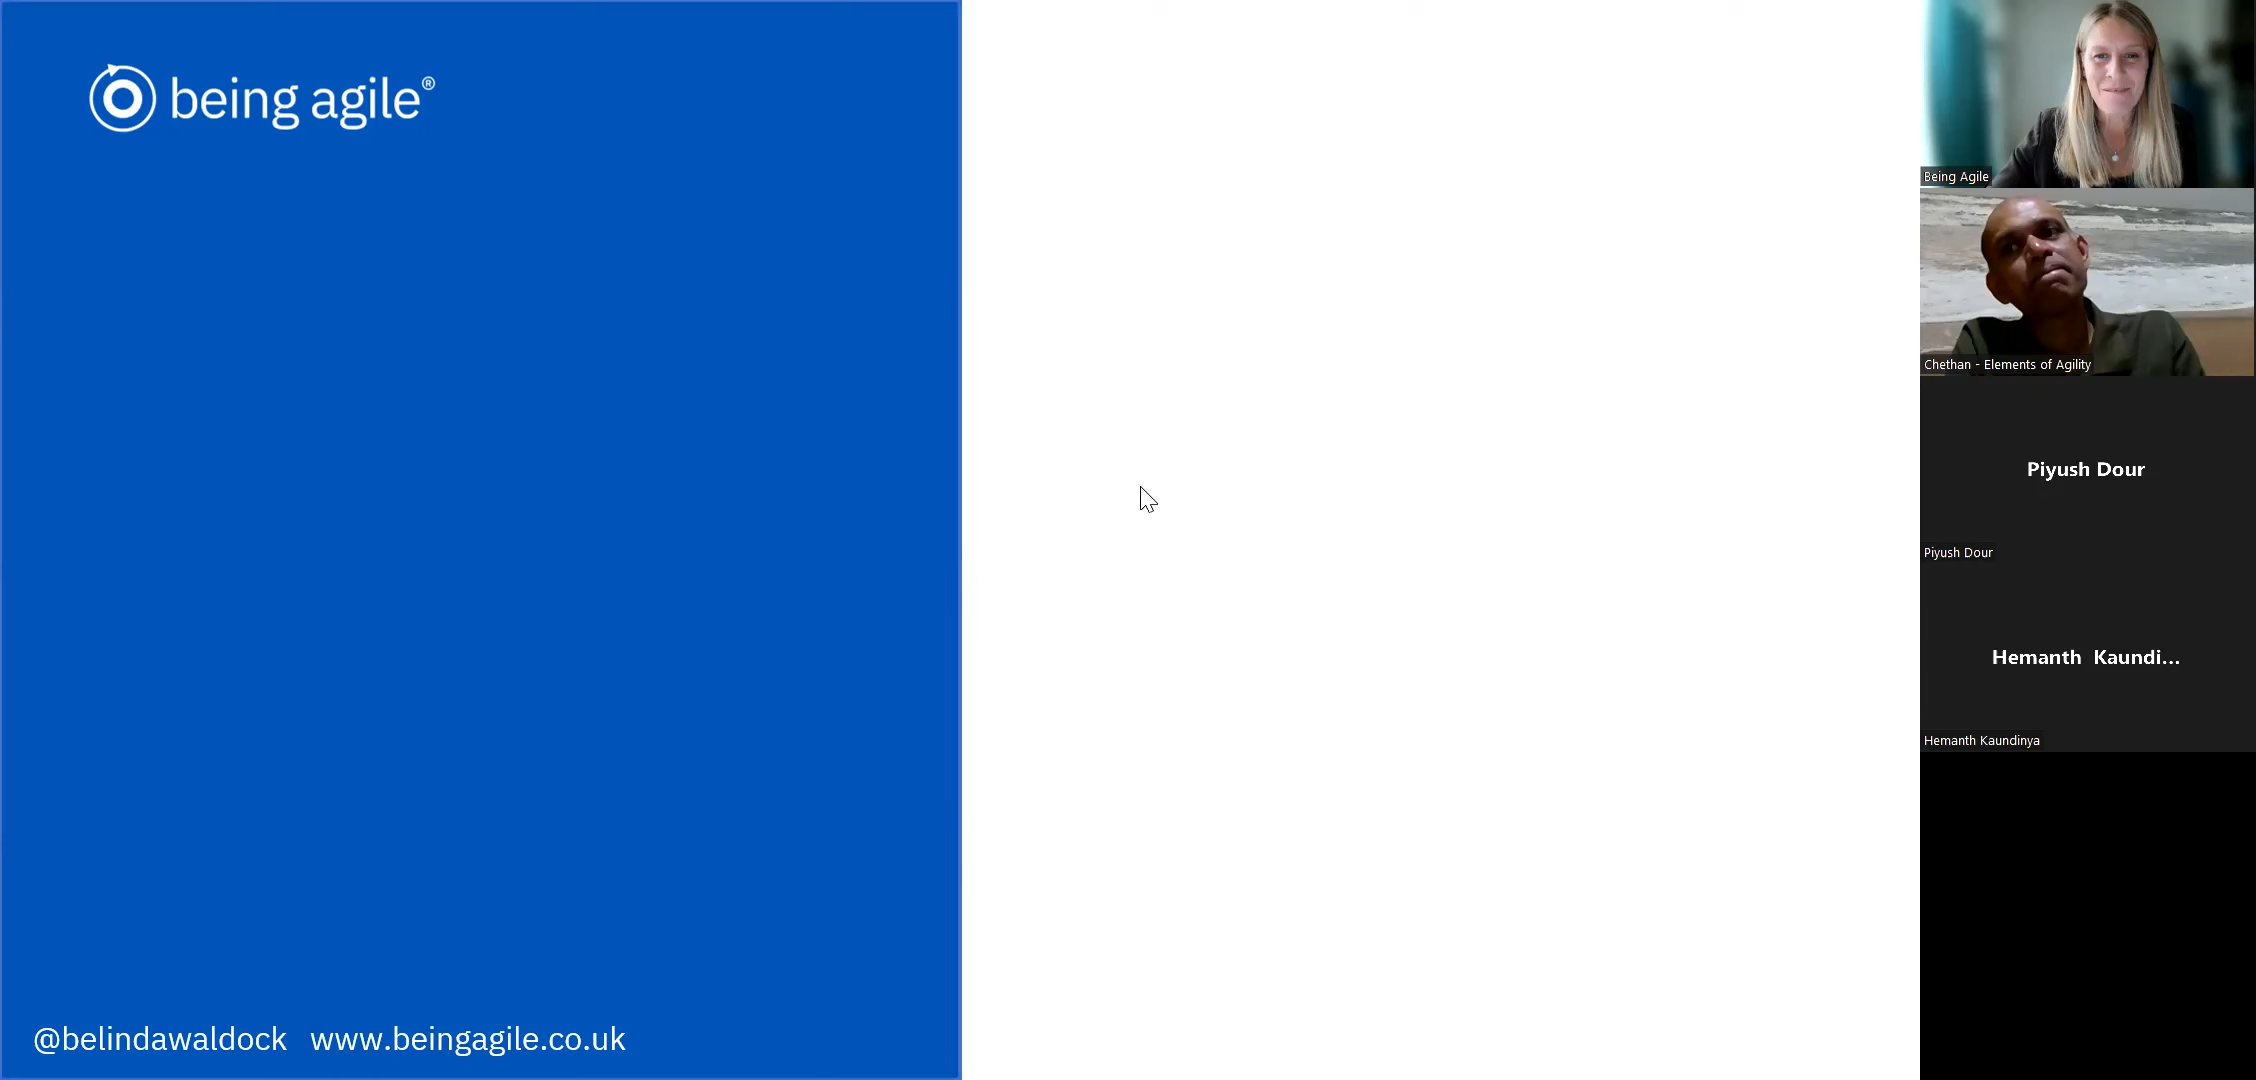 being agile®
@belindawaldock www.beingagile.co.uk
Being Agile
Chethan - Elements of Agility
Piyush Dour
Piyush Dour
Hemanth Kaundi...
Hemanth Kaundinya